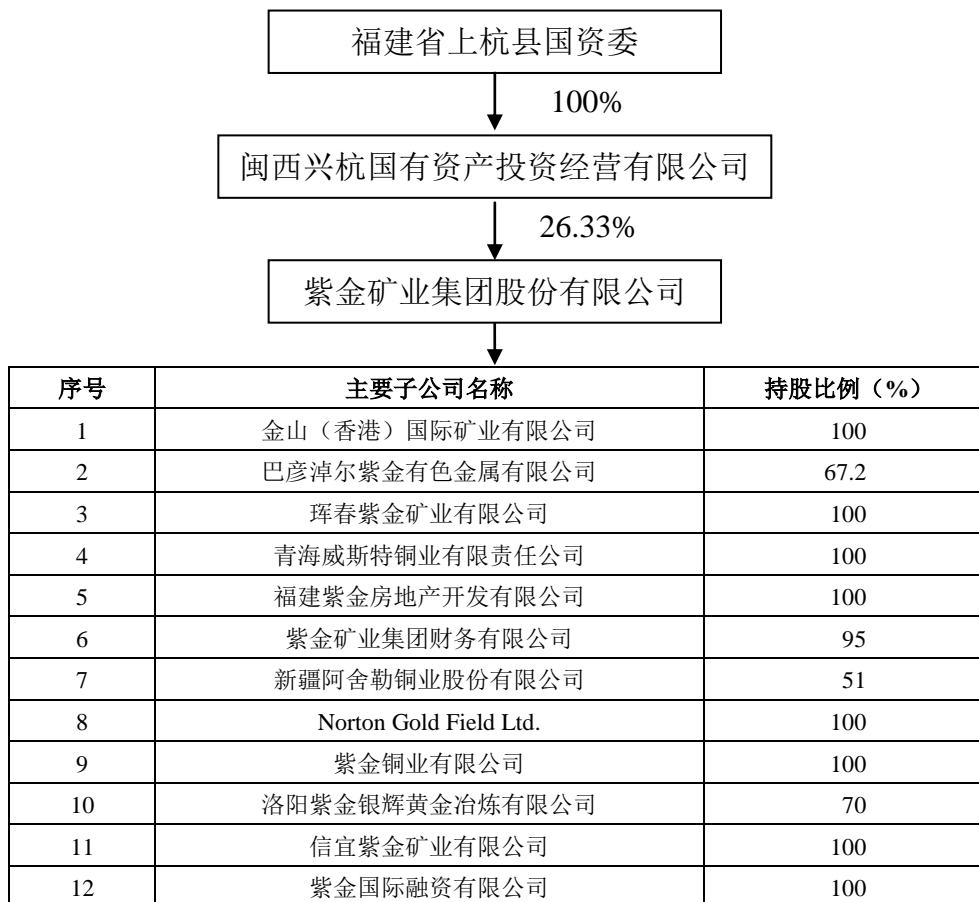 福建省上杭县国资委
100%
闽西兴杭国有资产投资经营有限公司
26.33%
紫金矿业集团股份有限公司
序号 主要子公司名称 持股比例（%）
1 金山（香港）国际矿业有限公司 100
2 巴彦淖尔紫金有色金属有限公司 67.2
3 珲春紫金矿业有限公司 100
4 青海威斯特铜业有限责任公司 100
5 福建紫金房地产开发有限公司 100
6 紫金矿业集团财务有限公司 95
7 新疆阿舍勒铜业股份有限公司 51
8 Norton Gold Field Ltd. 100
9 紫金铜业有限公司 100
10 洛阳紫金银辉黄金冶炼有限公司 70
11 信宜紫金矿业有限公司 100
12 紫金国际融资有限公司 100